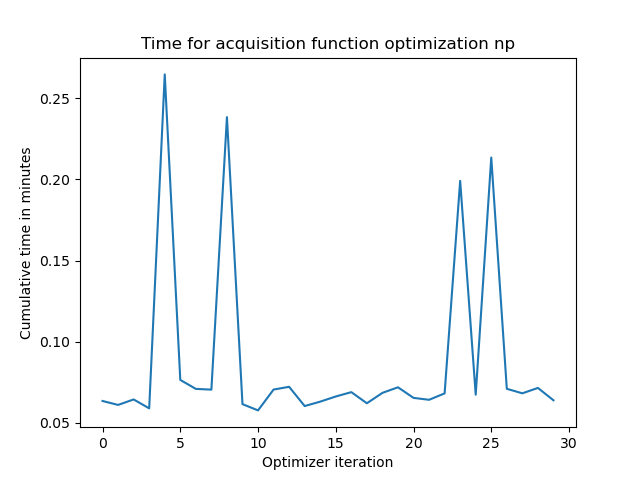 Time for acquisition function optimization np
Cumulative time in minutes
0.25
0.20
0.15
0.10
0.05
0 5 10 15 20 25 30
Optimizer iteration